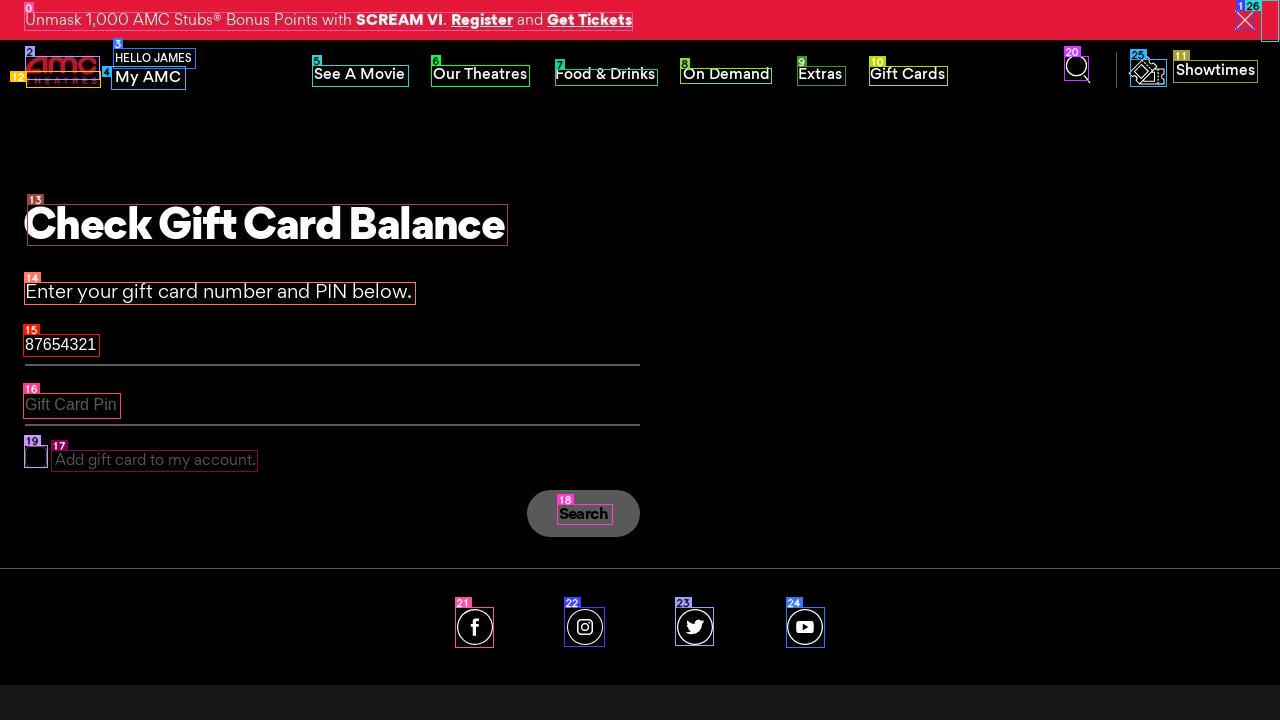 Unmask 1,000 AMC Stubs® Bonus Points with SCREAM VI. Register and Get Tickets
0
1
26
2
3
HELLO JAMES
12
amc
THEATRES
4
My AMC
5
See A Movie
6
Our Theatres
7
Food & Drinks
8
On Demand
9
Extras
10
Gift Cards
20
25
11
Showtimes
13
Check Gift Card Balance
14
Enter your gift card number and PIN below.
15
87654321
16
Gift Card Pin
19
17
Add gift card to my account.
18
Search
21
22
23
24